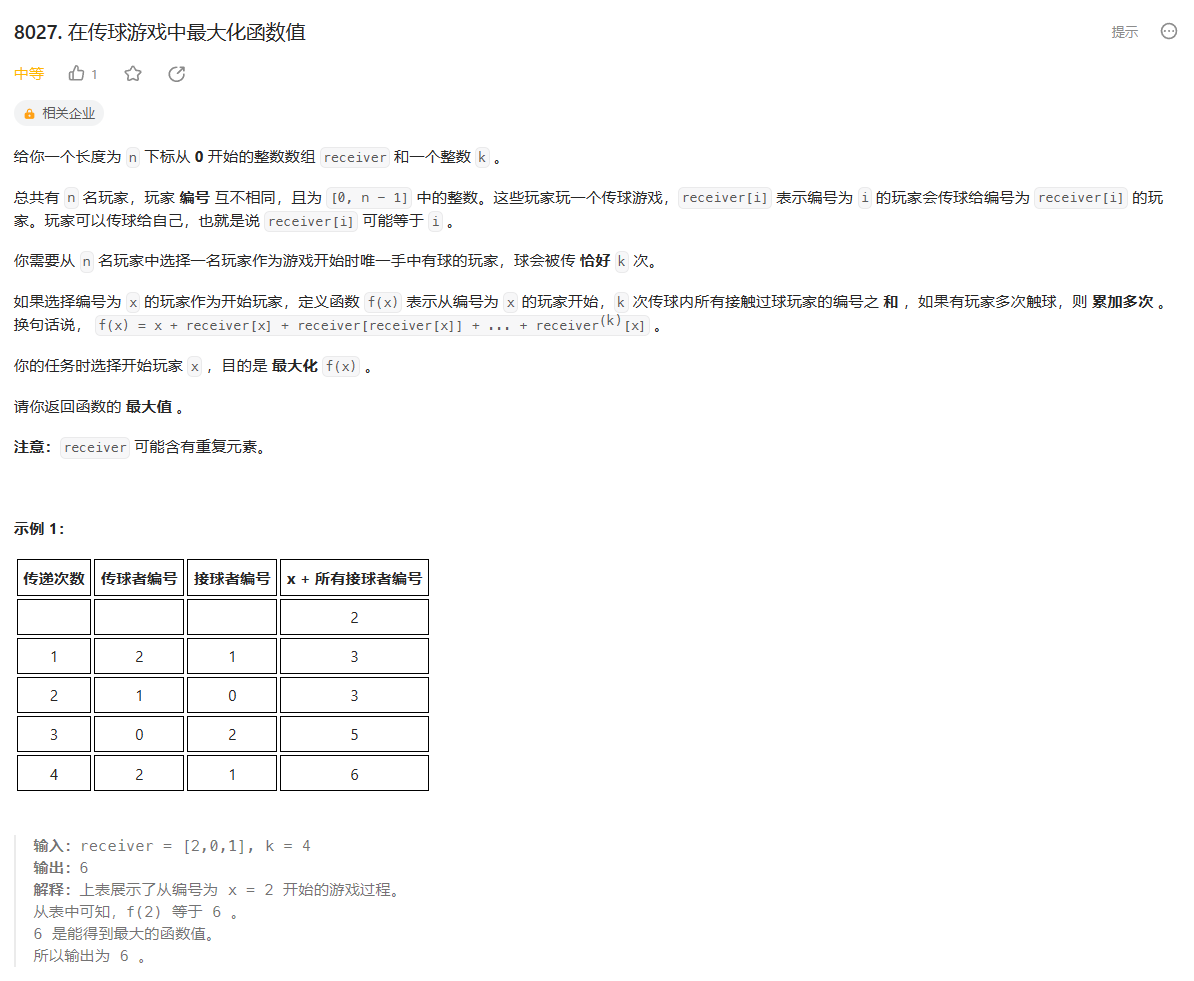 8027. 在传球游戏中最大化函数值
提示
中等
1
相关企业
给你一个长度为 n 下标从 0 开始的整数数组 receiver 和一个整数 k 。
总共有 n 名玩家，玩家 编号 互不相同，且为 [0, n - 1] 中的整数。这些玩家玩一个传球游戏，receiver[i] 表示编号为 i 的玩家会传球给编号为 receiver[i] 的玩
家。玩家可以传球给自己，也就是说 receiver[i] 可能等于 i 。
你需要从 n 名玩家中选择一名玩家作为游戏开始时唯一手中有球的玩家，球会被传 恰好 k 次。
如果选择编号为 x 的玩家作为开始玩家，定义函数 f(x) 表示从编号为 x 的玩家开始，k 次传球内所有接触过球玩家的编号之 和 ，如果有玩家多次触球，则 累加多次 。
换句话说， f(x) = x + receiver[x] + receiver[receiver[x]] + ... + receiver(k)[x] 。
你的任务时选择开始玩家 x ，目的是 最大化 f(x) 。
请你返回函数的 最大值 。
注意：receiver 可能含有重复元素。
示例 1：
传递次数 传球者编号 接球者编号 x + 所有接球者编号
2
1 2 1 3
2 1 0 3
3 0 2 5
4 2 1 6
输入：receiver = [2,0,1], k = 4
输出：6
解释：上表展示了从编号为 x = 2 开始的游戏过程。
从表中可知，f(2) 等于 6 。
6 是能得到最大的函数值。
所以输出为 6 。